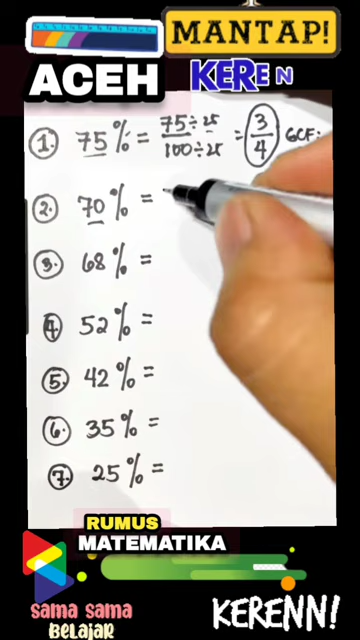 MANTAP!
ACEH
KEREN
① 75% = 75 ÷ 25 / 100 ÷ 25 = 3/4 GCF:
② 70% =
③ 68% =
④ 52% =
⑤ 42% =
⑥ 35% =
⑦ 25% =
RUMUS
MATEMATIKA
sama sama
BELAJAR
KERENN!